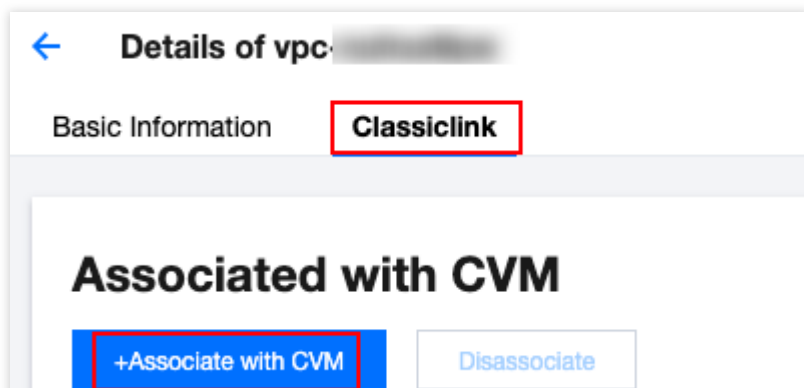 Details of vpc-
Basic Information Classiclink
Associated with CVM
+Associate with CVM Disassociate